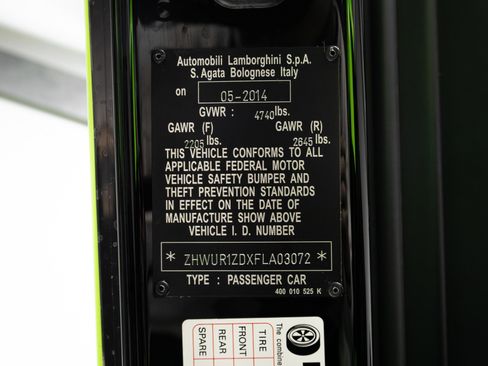 Automobili Lamborghini S.p.A.
S. Agata Bolognese Italy
on 05-2014
GVWR : 4740 lbs.
GAWR (F) GAWR (R)
2205 lbs. 2645 lbs.
THIS VEHICLE CONFORMS TO ALL
APPLICABLE FEDERAL MOTOR
VEHICLE SAFETY BUMPER AND
THEFT PREVENTION STANDARDS
IN EFFECT ON THE DATE OF
MANUFACTURE SHOW ABOVE
VEHICLE I. D. NUMBER
* ZHWUR1ZDXFLA03072 *
TYPE : PASSENGER CAR
400 010 525 K
The combine
TIRE
FRONT
REAR
SPARE